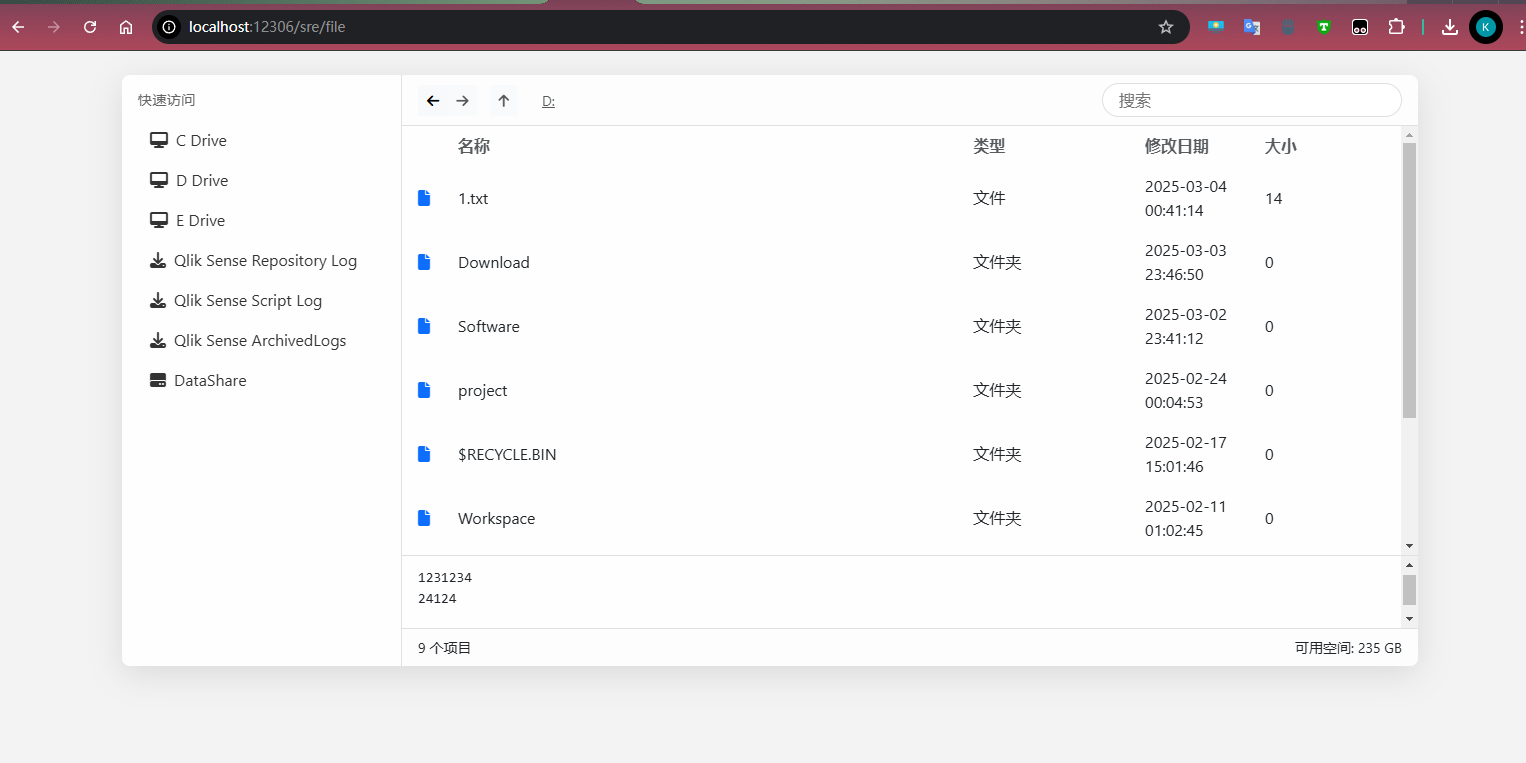 localhost:12306/sre/file
K
快速访问
C Drive
D Drive
E Drive
Qlik Sense Repository Log
Qlik Sense Script Log
Qlik Sense ArchivedLogs
DataShare
D:
搜索
名称 类型 修改日期 大小
1.txt 文件 2025-03-04 00:41:14 14
Download 文件夹 2025-03-03 23:46:50 0
Software 文件夹 2025-03-02 23:41:12 0
project 文件夹 2025-02-24 00:04:53 0
$RECYCLE.BIN 文件夹 2025-02-17 15:01:46 0
Workspace 文件夹 2025-02-11 01:02:45 0
1231234
24124
9 个项目
可用空间: 235 GB